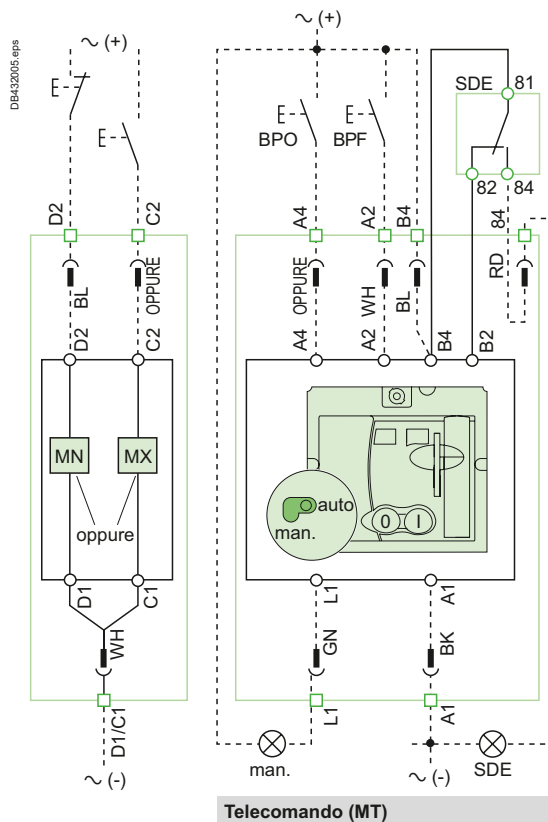 DB432005.eps
~ (+)
~ (+)
E
E
E
BPO
E
BPF
SDE
81
82
84
D2
C2
A4
A2
B4
84
BL
OPPURE
OPPURE
WH
BL
RD
D2
C2
A4
A2
B4
B2
MN
MX
oppure
auto
man.
0
I
D1
C1
L1
A1
WH
GN
BK
D1/C1
L1
A1
~ (-)
man.
~ (-)
SDE
Telecomando (MT)